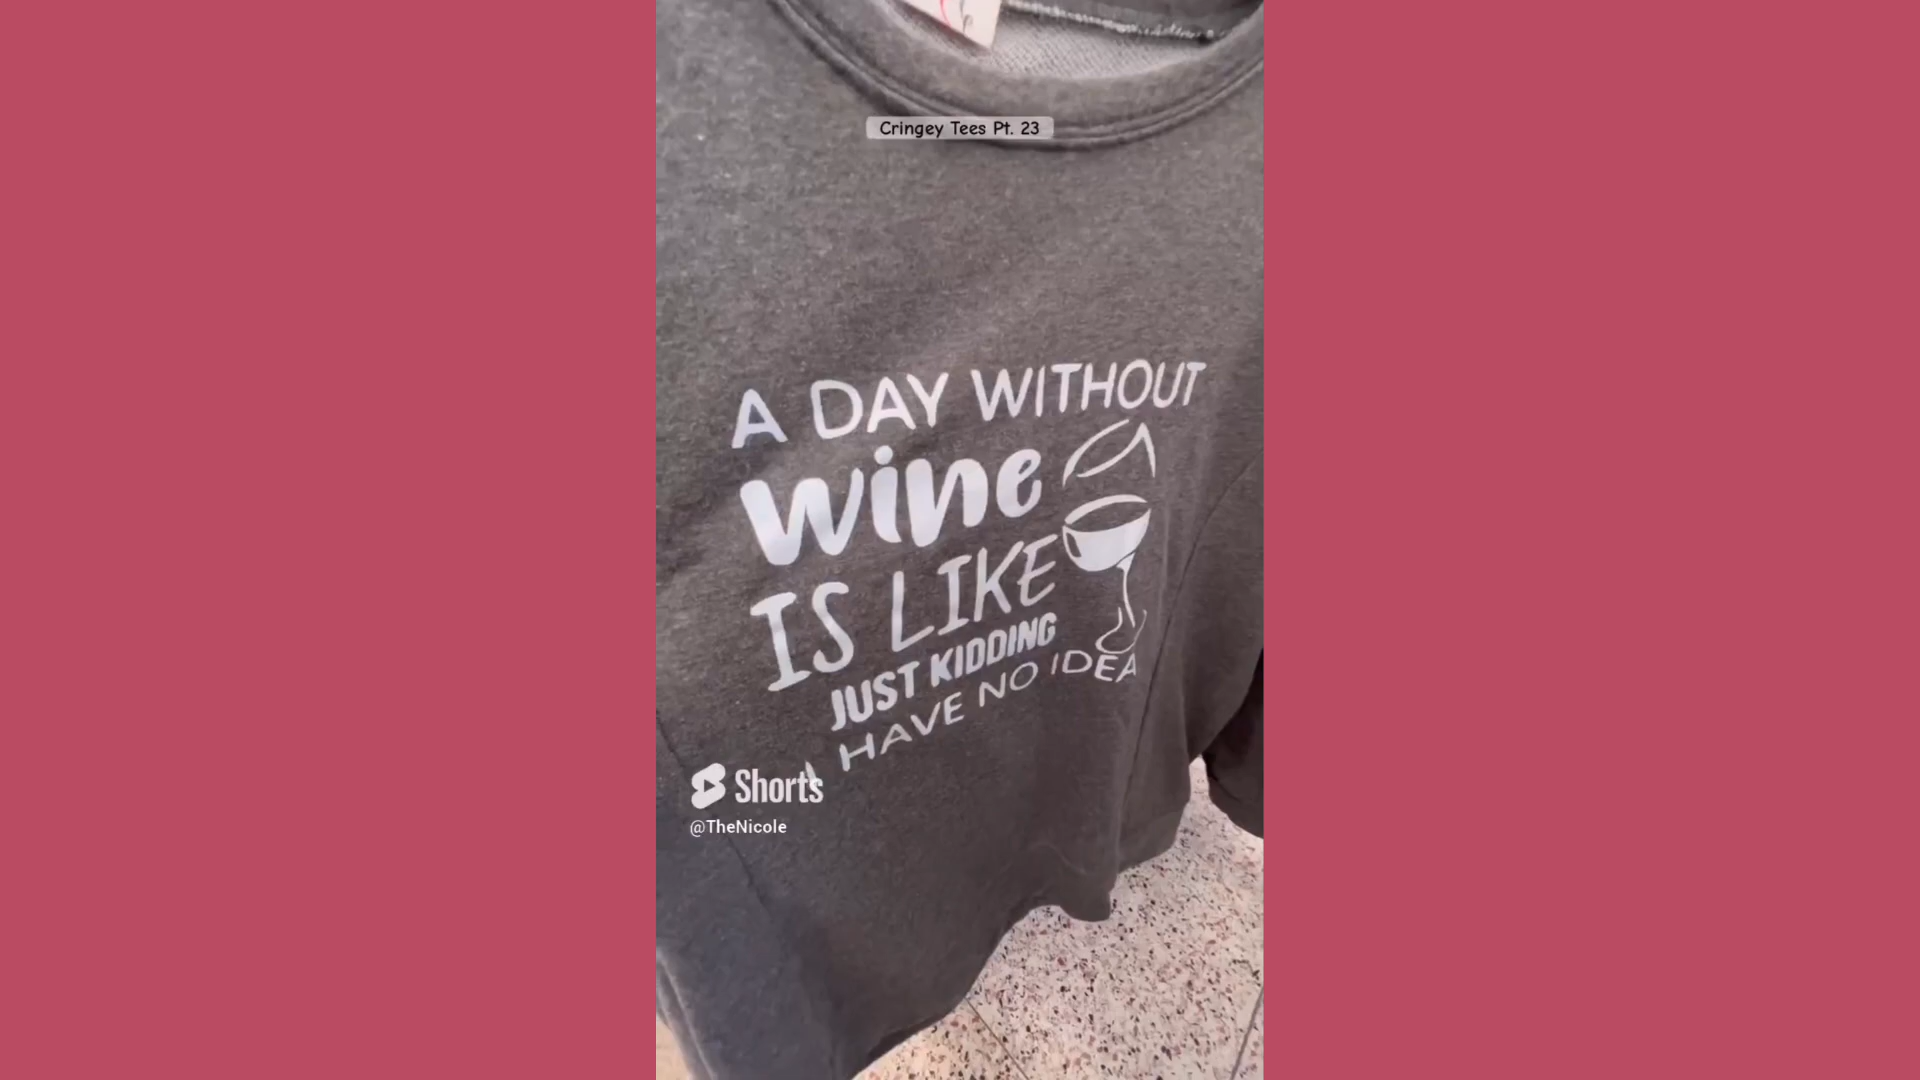 Cringey Tees Pt. 23
A DAY WITHOUT
wine
IS LIKE
JUST KIDDING
I HAVE NO IDEA
Shorts
@TheNicole